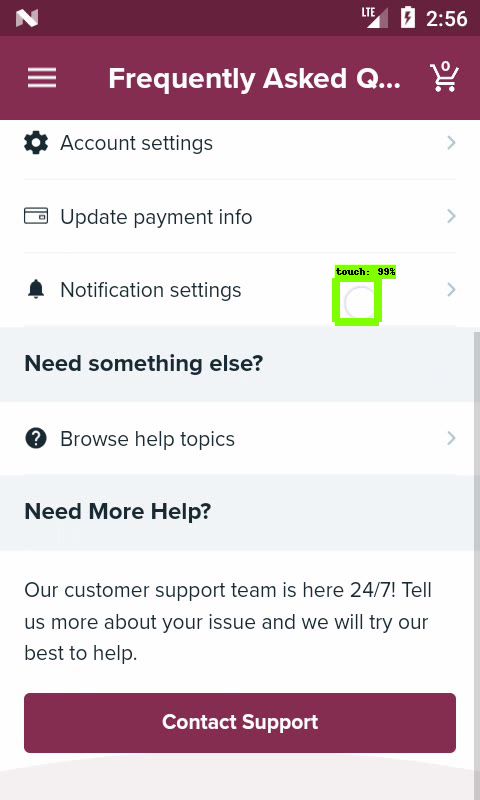 LTE
2:56
Frequently Asked Q...
0
Account settings
Update payment info
touch: 99%
Notification settings
Need something else?
Browse help topics
Need More Help?
Our customer support team is here 24/7! Tell
us more about your issue and we will try our
best to help.
Contact Support